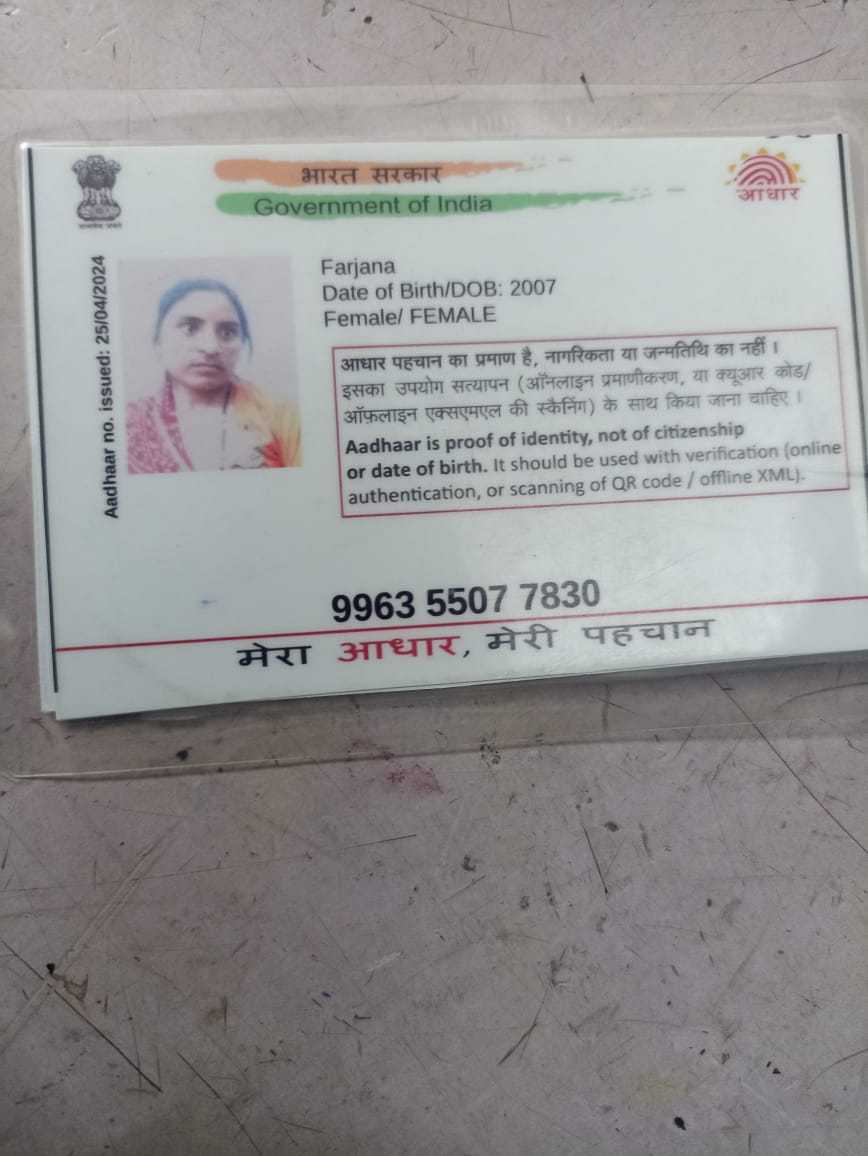 भारत सरकार
Government of India
आधार
Aadhaar no. issued: 25/04/2024
Farjana
Date of Birth/DOB: 2007
Female/ FEMALE
आधार पहचान का प्रमाण है, नागरिकता या जन्मतिथि का नहीं ।
इसका उपयोग सत्यापन (ऑनलाइन प्रमाणीकरण, या क्यूआर कोड/
ऑफ़लाइन एक्सएमएल की स्कैनिंग) के साथ किया जाना चाहिए ।
Aadhaar is proof of identity, not of citizenship
or date of birth. It should be used with verification (online
authentication, or scanning of QR code / offline XML).
9963 5507 7830
मेरा आधार, मेरी पहचान